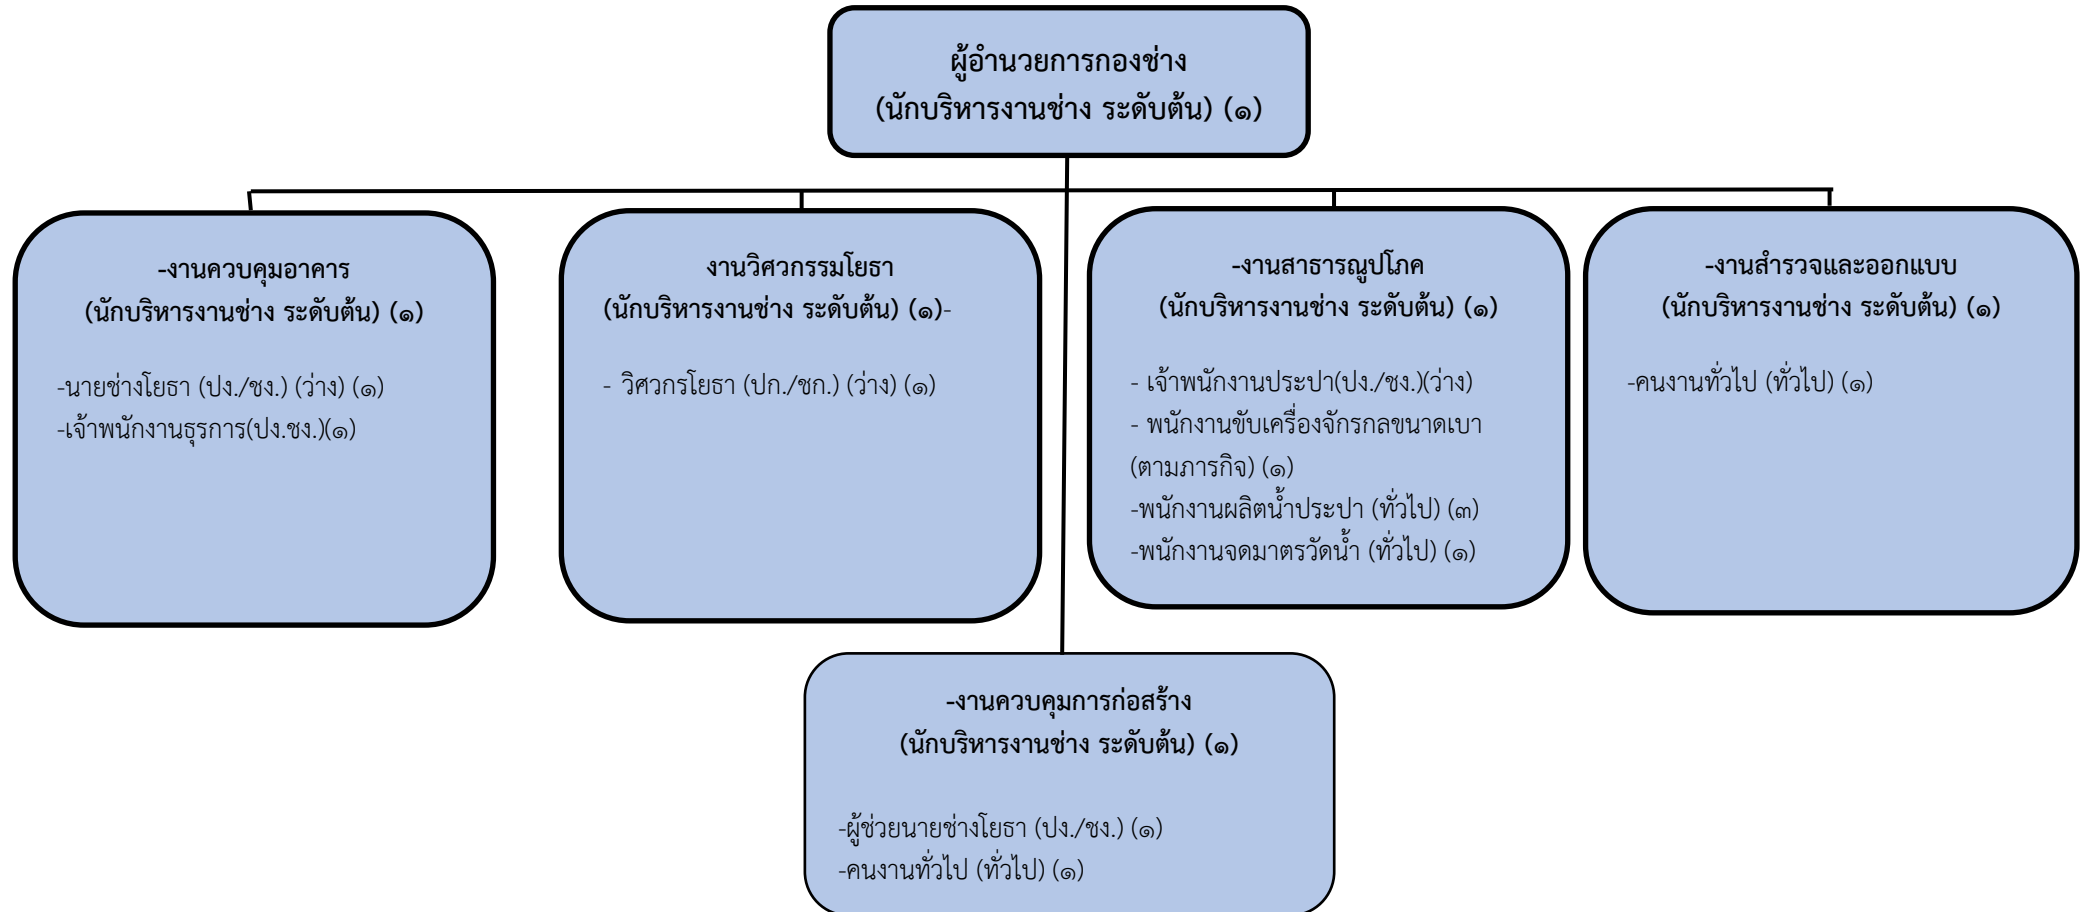 ผู้อำนวยการกองช่าง
(นักบริหารงานช่าง ระดับต้น) (๑)
-งานควบคุมอาคาร
(นักบริหารงานช่าง ระดับต้น) (๑)
-นายช่างโยธา (ปง./ชง.) (ว่าง) (๑)
-เจ้าพนักงานธุรการ(ปง.ชง.)(๑)
งานวิศวกรรมโยธา
(นักบริหารงานช่าง ระดับต้น) (๑)-
- วิศวกรโยธา (ปก./ชก.) (ว่าง) (๑)
-งานสาธารณูปโภค
(นักบริหารงานช่าง ระดับต้น) (๑)
- เจ้าพนักงานประปา(ปง./ชง.)(ว่าง)
- พนักงานขับเครื่องจักรกลขนาดเบา
(ตามภารกิจ) (๑)
-พนักงานผลิตน้ำประปา (ทั่วไป) (๓)
-พนักงานจดมาตรวัดน้ำ (ทั่วไป) (๑)
-งานสำรวจและออกแบบ
(นักบริหารงานช่าง ระดับต้น) (๑)
-คนงานทั่วไป (ทั่วไป) (๑)
-งานควบคุมการก่อสร้าง
(นักบริหารงานช่าง ระดับต้น) (๑)
-ผู้ช่วยนายช่างโยธา (ปง./ชง.) (๑)
-คนงานทั่วไป (ทั่วไป) (๑)